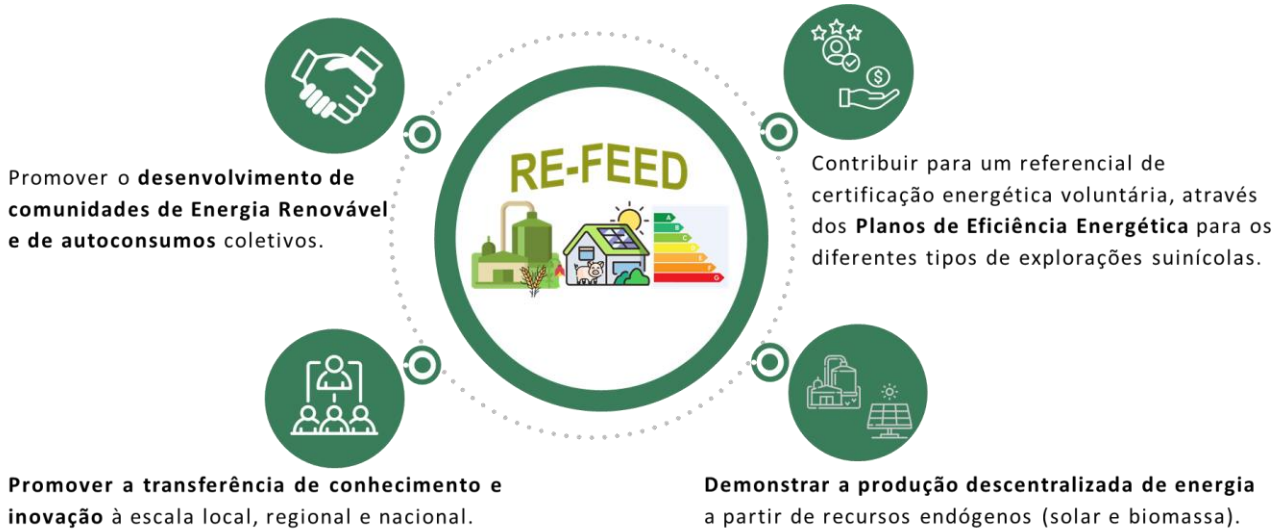 Promover o desenvolvimento de
comunidades de Energia Renovável
e de autoconsumos coletivos.
RE-FEED
A
B
C
D
E
F
G
$
Contribuir para um referencial de
certificação energética voluntária, através
dos Planos de Eficiência Energética para os
diferentes tipos de explorações suinícolas.
Promover a transferência de conhecimento e
inovação à escala local, regional e nacional.
Demonstrar a produção descentralizada de energia
a partir de recursos endógenos (solar e biomassa).